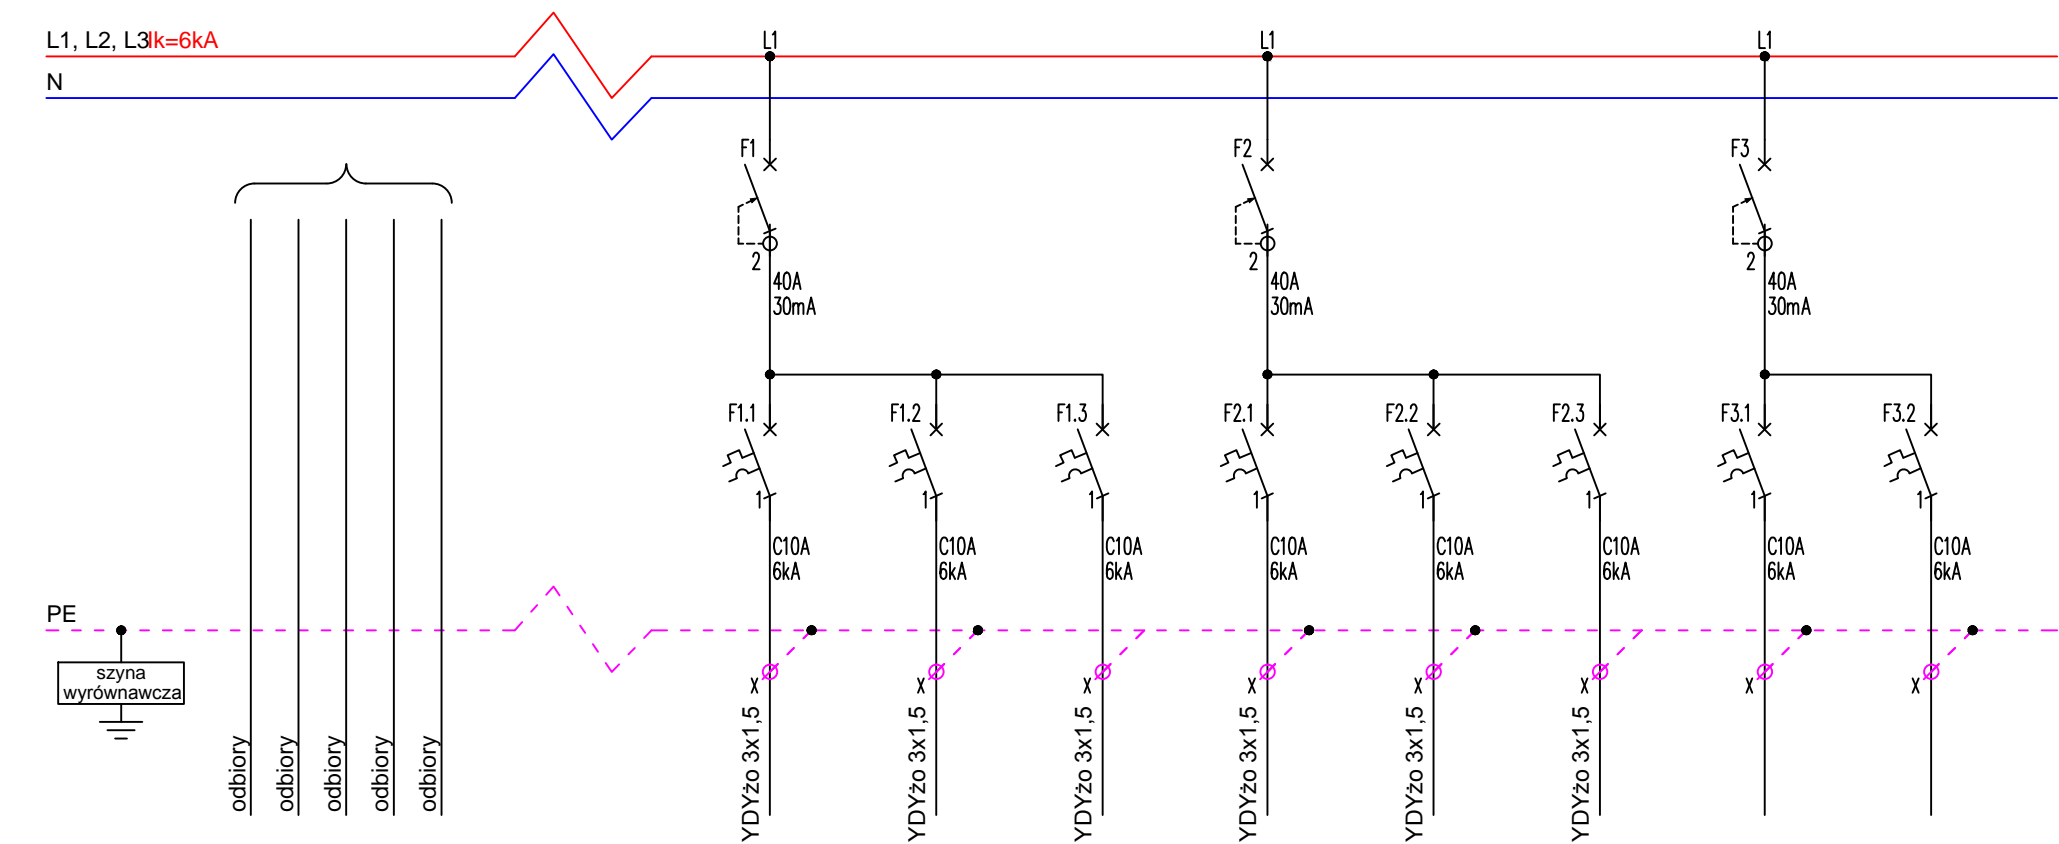 L1, L2, L3 Ik=6kA
L1
L1
L1
N
F1
F2
F3
2
2
2
40A
30mA
40A
30mA
40A
30mA
F1.1
F1.2
F1.3
F2.1
F2.2
F2.3
F3.1
F3.2
1
1
1
1
1
1
1
1
C10A
6kA
C10A
6kA
C10A
6kA
C10A
6kA
C10A
6kA
C10A
6kA
C10A
6kA
C10A
6kA
PE
szyna
wyrównawcza
X
X
X
X
X
X
X
X
odbiory
odbiory
odbiory
odbiory
odbiory
YDYżo 3x1,5
YDYżo 3x1,5
YDYżo 3x1,5
YDYżo 3x1,5
YDYżo 3x1,5
YDYżo 3x1,5